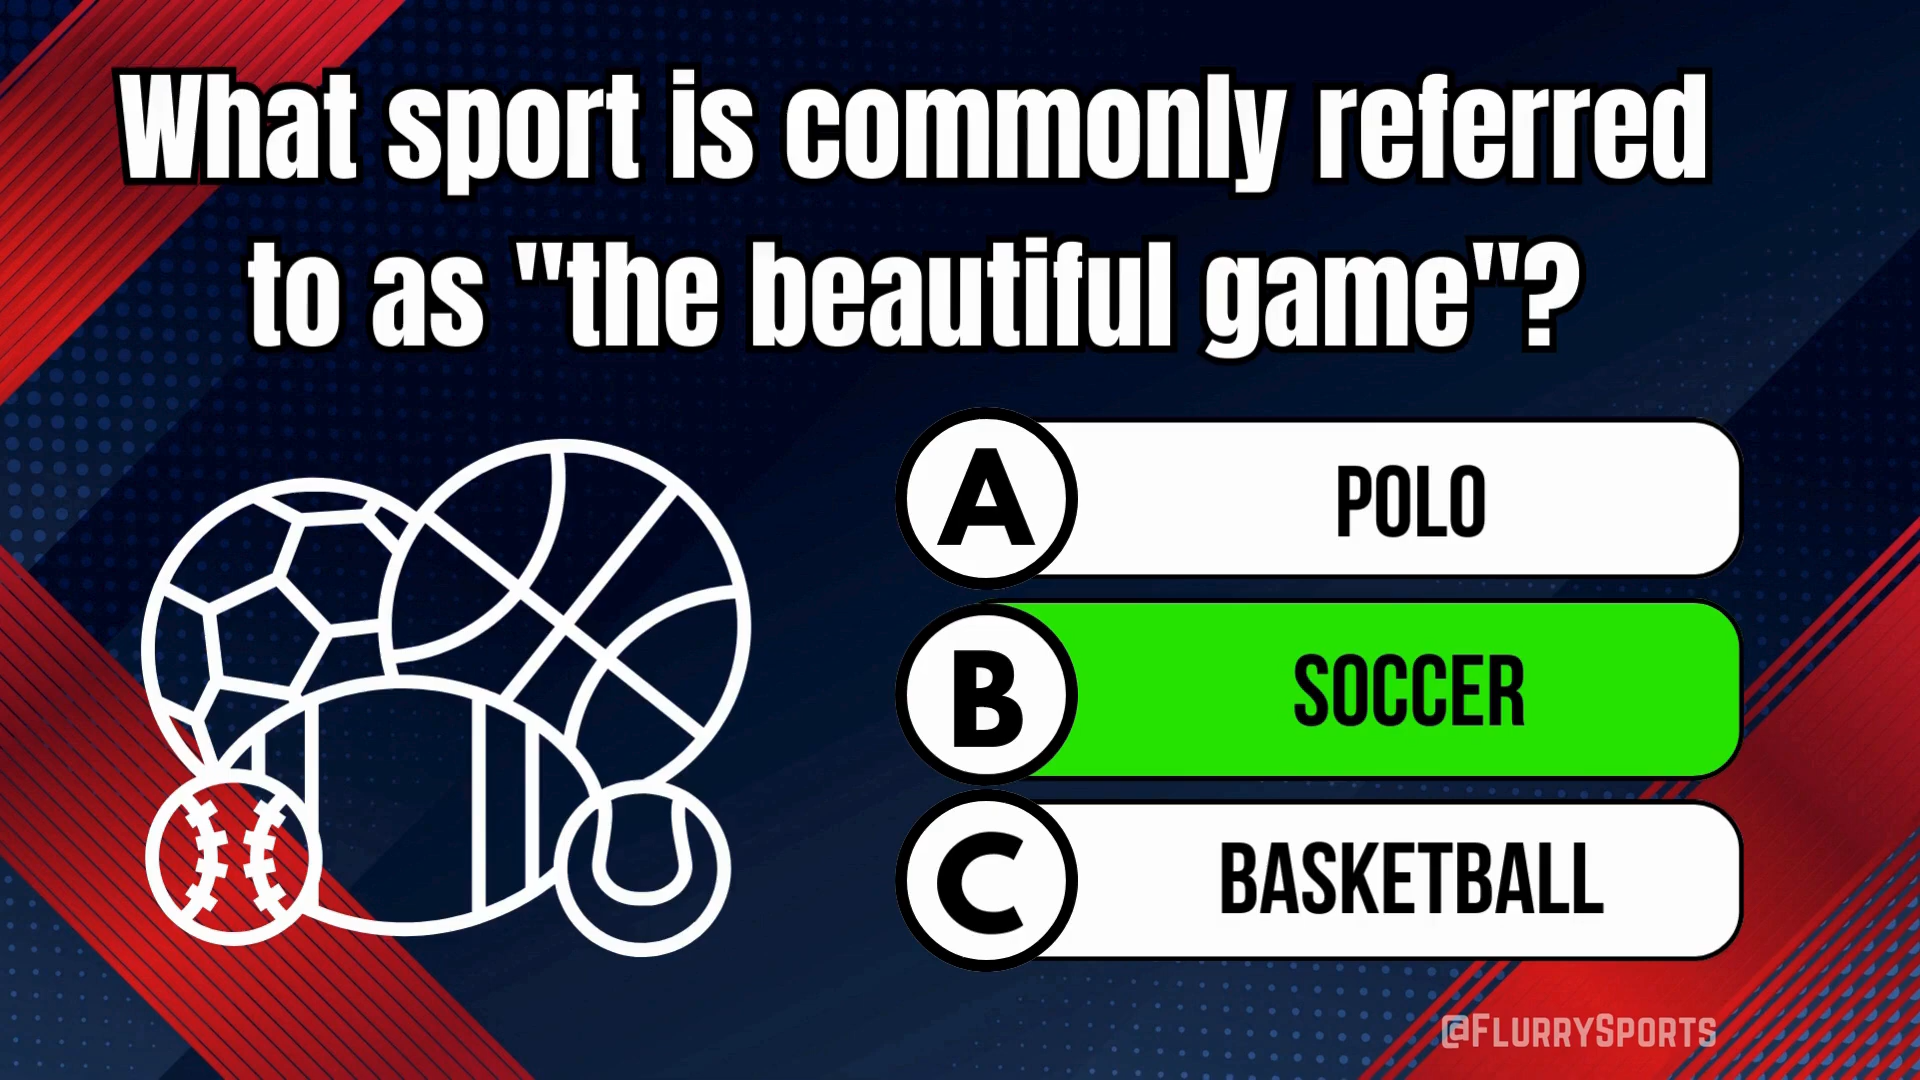 What sport is commonly referred
to as "the beautiful game"?
A POLO
B SOCCER
C BASKETBALL
@FlurrySports